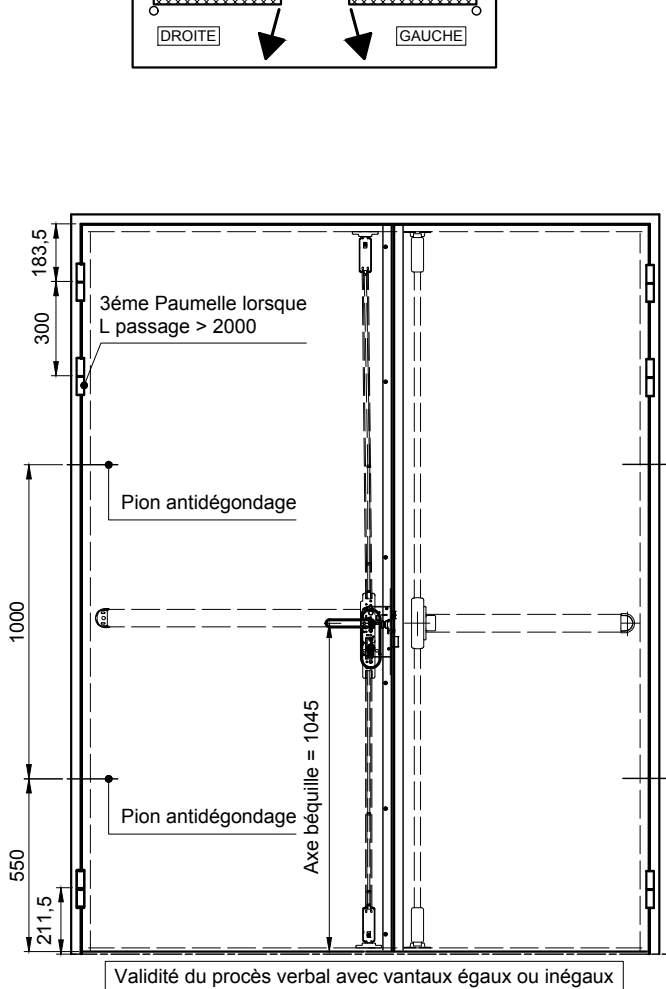 DROITE
GAUCHE
183,5
300
3éme Paumelle lorsque
L passage > 2000
Pion antidégondage
1000
Axe béquille = 1045
Pion antidégondage
550
211,5
Validité du procès verbal avec vantaux égaux ou inégaux